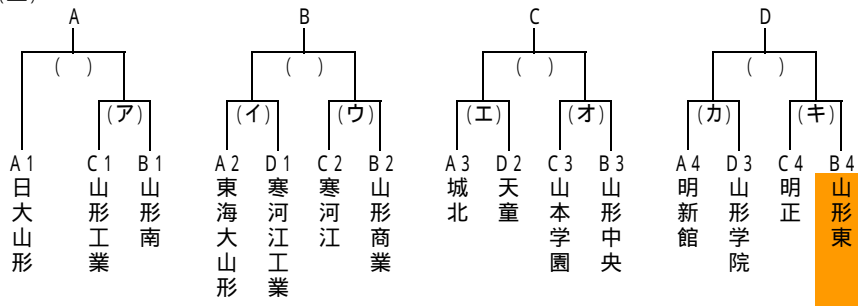 A B C D
( ) ( ) ( ) ( )
(ア) (イ) (ウ) (エ) (オ) (カ) (キ)
A1 C1 B1 A2 D1 C2 B2 A3 D2 C3 B3 A4 D3 C4 B4
日大山形
山形工業
山形南
東海大山形
寒河江工業
寒河江
山形商業
城北
天童
山本学園
山形中央
明新館
山形学院
明正
山形東